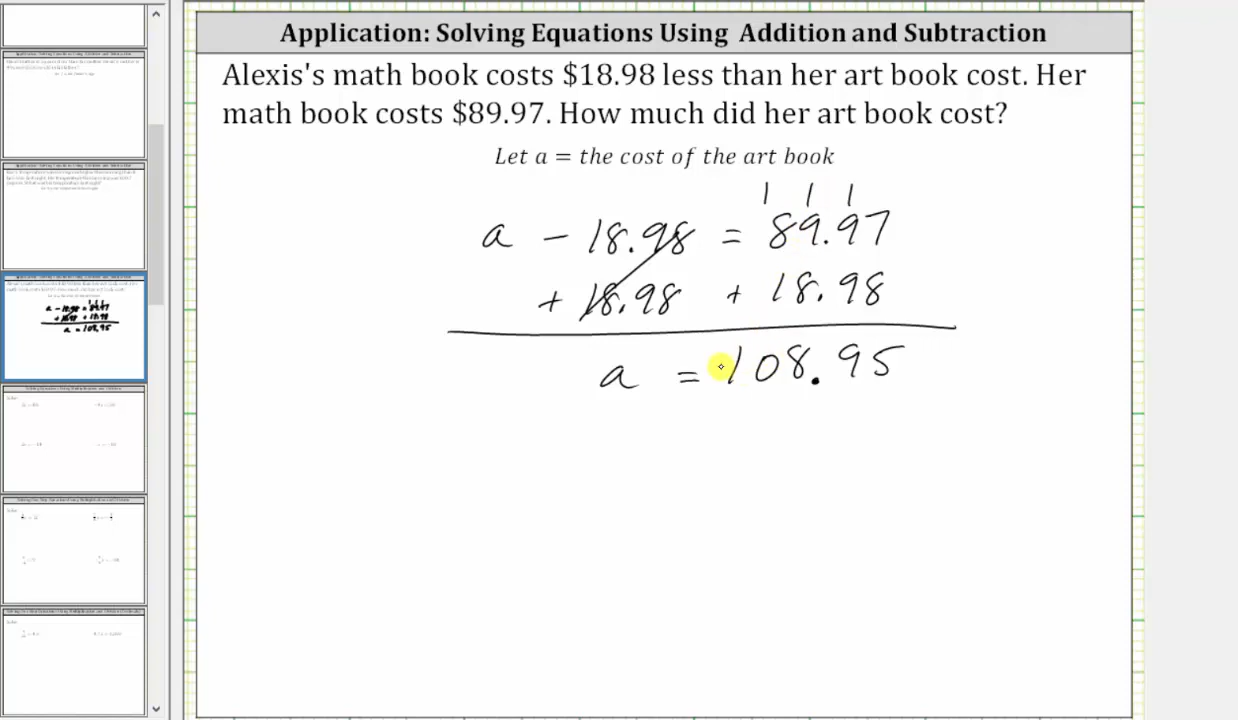 Application: Solving Equations Using Addition and Subtraction
Alexis's math book costs $18.98 less than her art book cost. Her
math book costs $89.97. How much did her art book cost?
Let a = the cost of the art book
1 1 1
a - 18.98 = 89.97
+ 18.98 + 18.98
a = 108.95